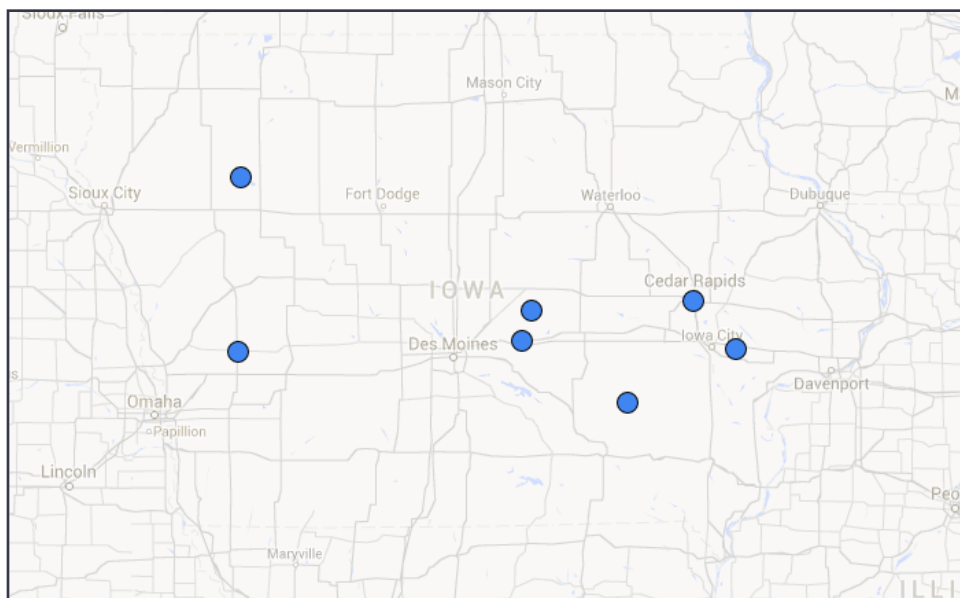 Sioux Falls
Mason City
Vermillion
Sioux City
Fort Dodge
Waterloo
Dubuque
IOWA
Cedar Rapids
Des Moines
Iowa City
Davenport
Omaha
Papillion
Lincoln
Maryville